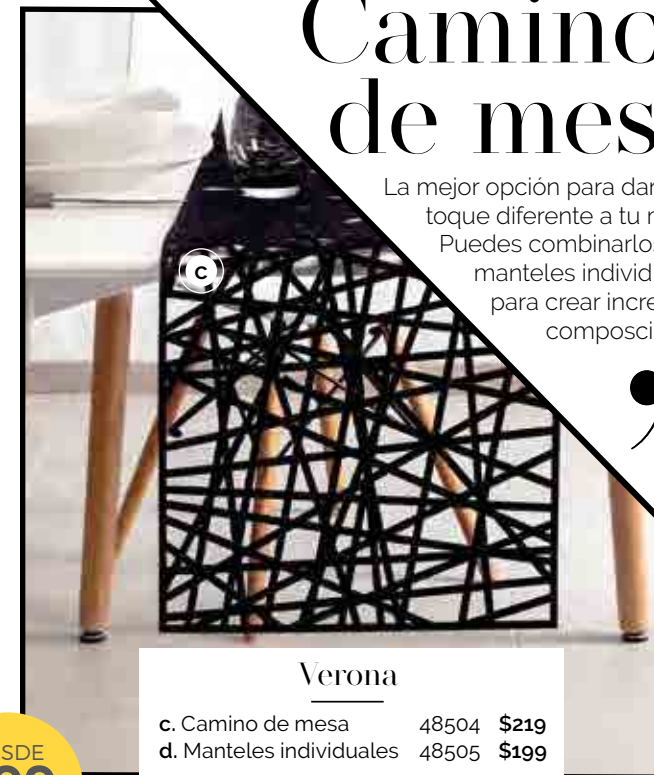 Camino
de mes
La mejor opción para dar
toque diferente a tu
Puedes combinarlos
manteles individ
para crear incre
composci
c
Verona
c. Camino de mesa 48504 $219
d. Manteles individuales 48505 $199
SDE